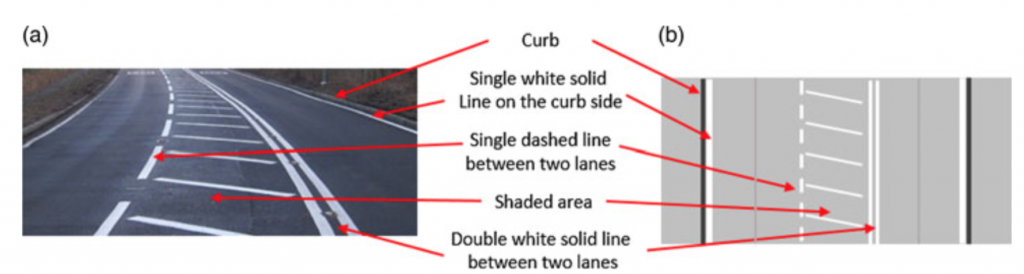 (a)
(b)
Curb
Single white solid
Line on the curb side
Single dashed line
between two lanes
Shaded area
Double white solid line
between two lanes